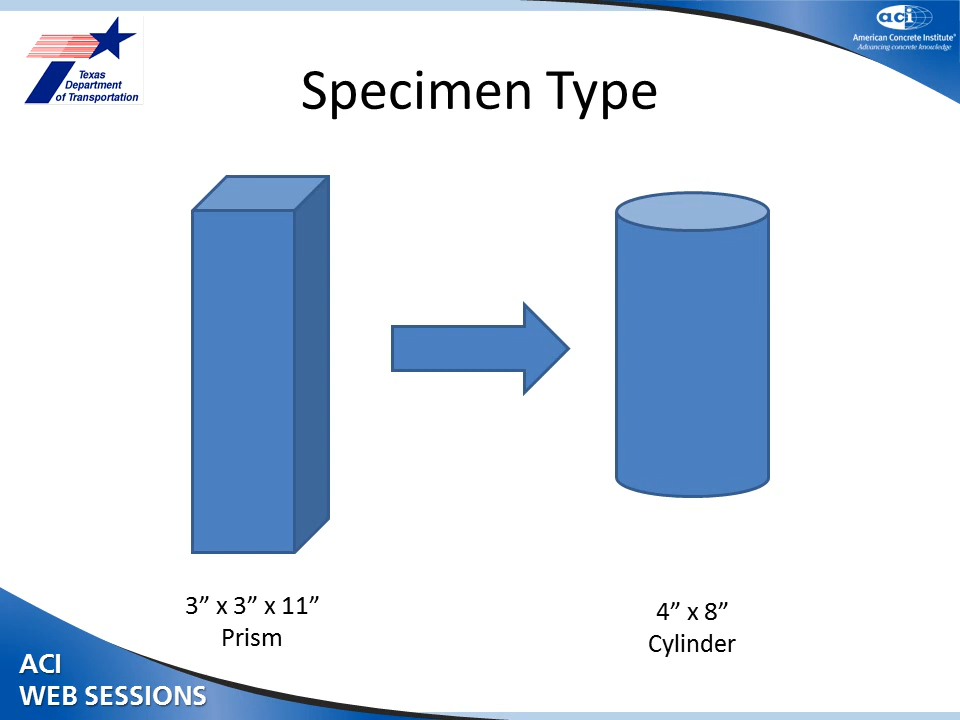 Texas
Department
of Transportation
aci
American Concrete Institute®
Advancing concrete knowledge
Specimen Type
3” x 3” x 11”
Prism
4” x 8”
Cylinder
ACI
WEB SESSIONS